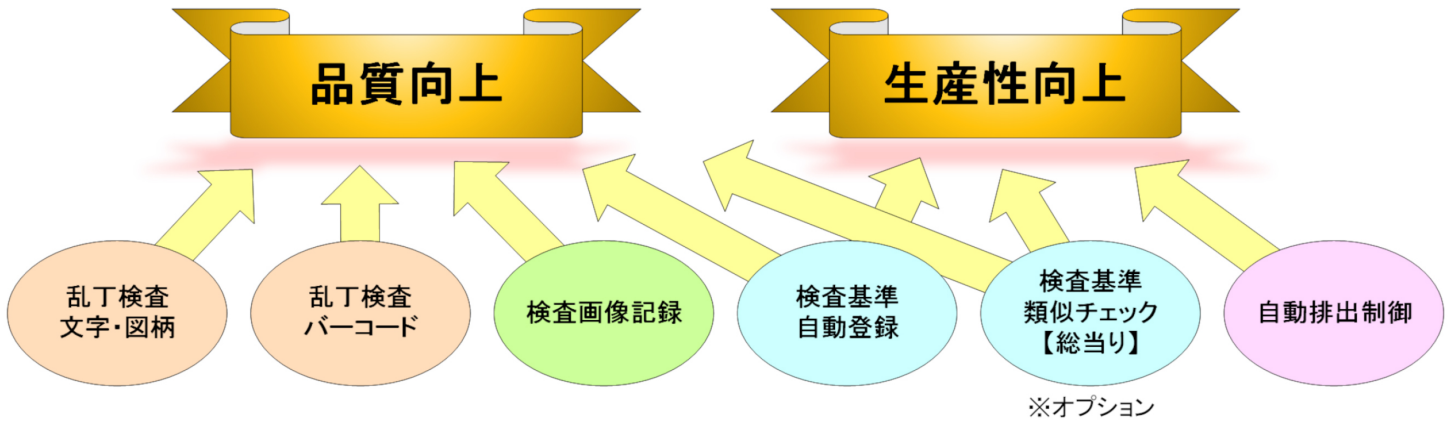 品質向上
生産性向上
乱丁検査
文字・図柄
乱丁検査
バーコード
検査画像記録
検査基準
自動登録
検査基準
類似チェック
【総当り】
自動排出制御
※オプション